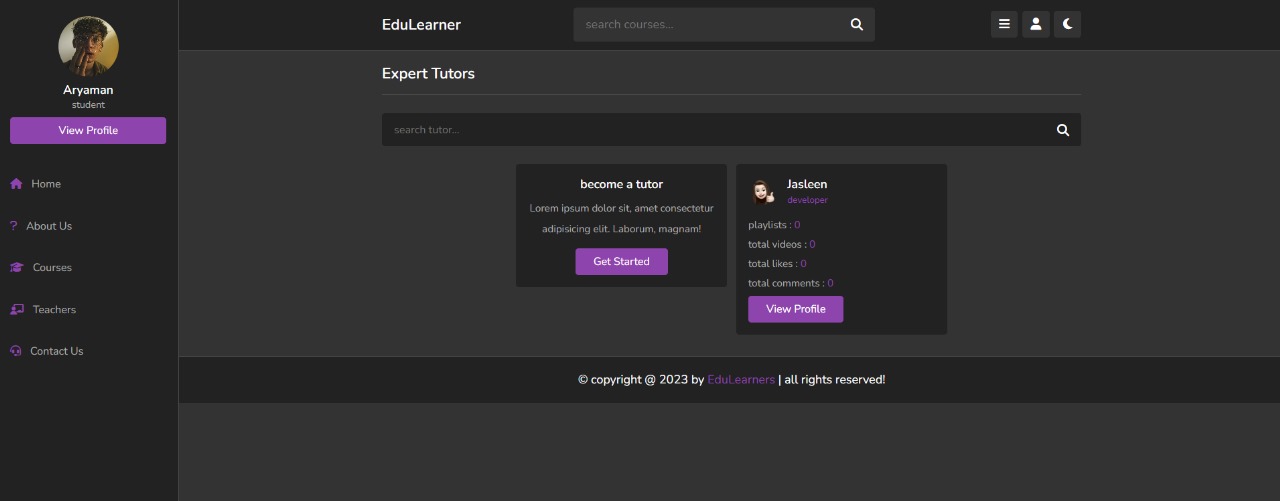 Aryaman
student
View Profile
Home
? About Us
Courses
Teachers
Contact Us
EduLearner
search courses...
Expert Tutors
search tutor...
become a tutor
Lorem ipsum dolor sit, amet consectetur
adipisicing elit. Laborum, magnam!
Get Started
Jasleen
developer
playlists : 0
total videos : 0
total likes : 0
total comments : 0
View Profile
© copyright @ 2023 by EduLearners | all rights reserved!